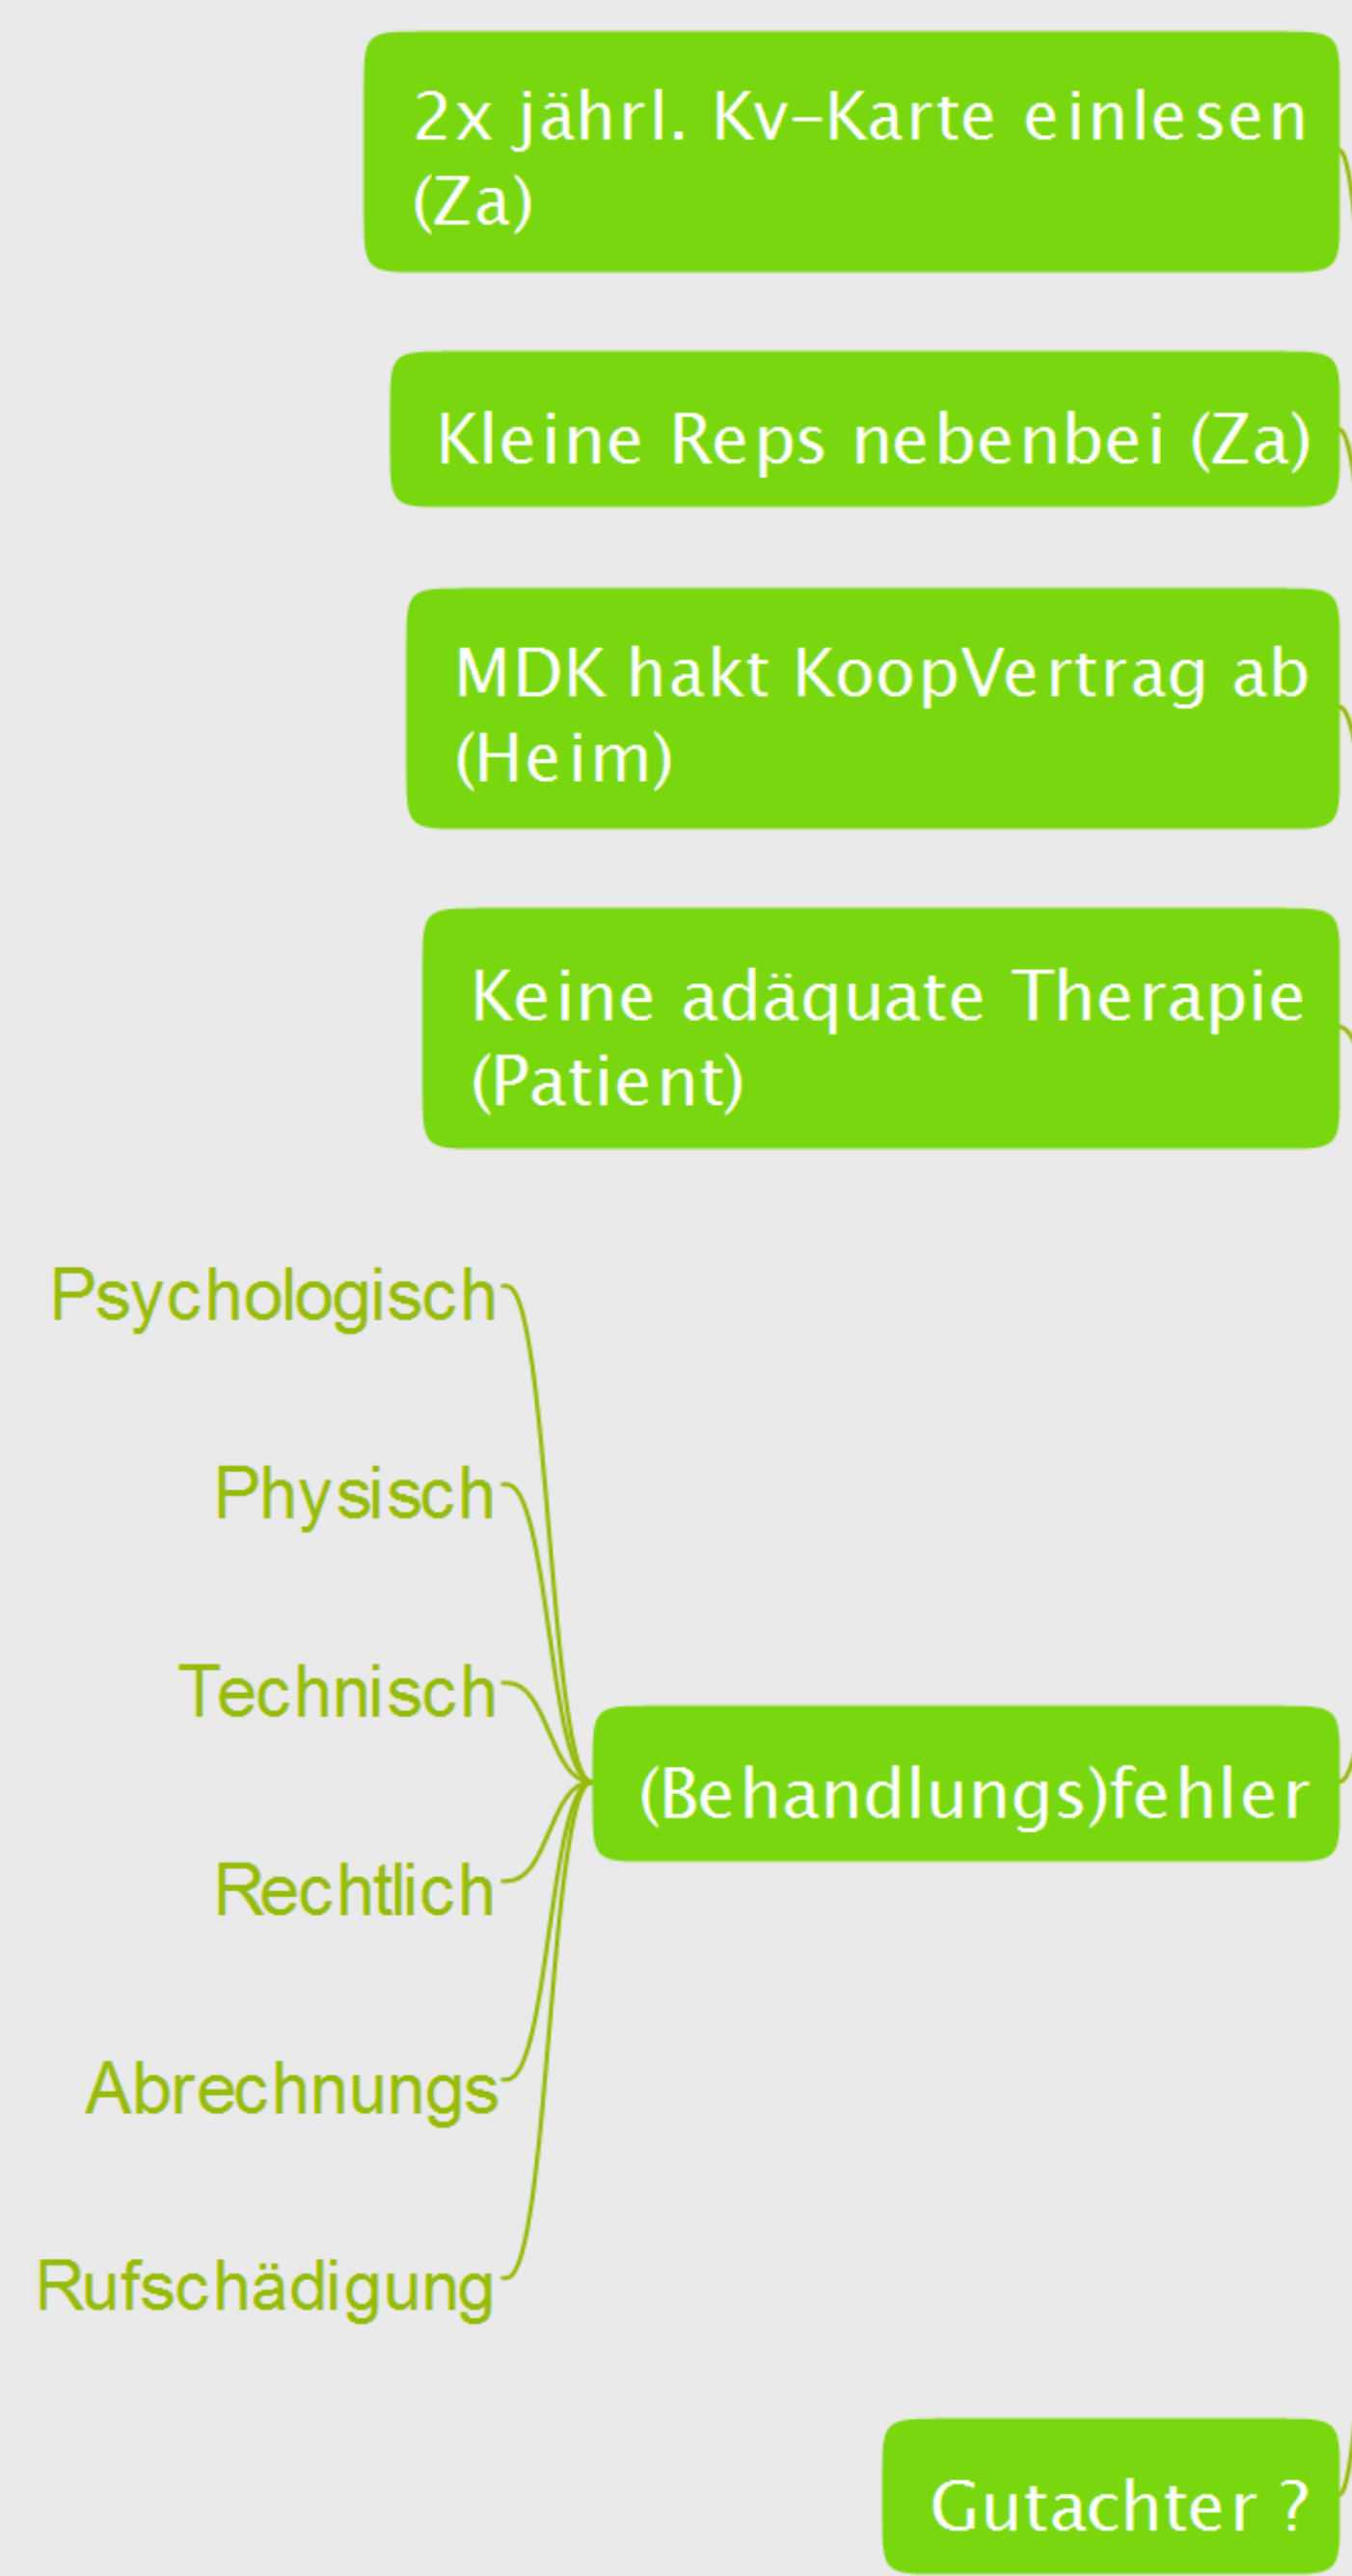 2x jährl. Kv-Karte einlesen
(Za)
Kleine Reps nebenbei (Za)
MDK hakt KoopVertrag ab
(Heim)
Keine adäquate Therapie
(Patient)
Psychologisch
Physisch
Technisch
(Behandlungs)fehler
Rechtlich
Abrechnungs
Rufschädigung
Gutachter ?